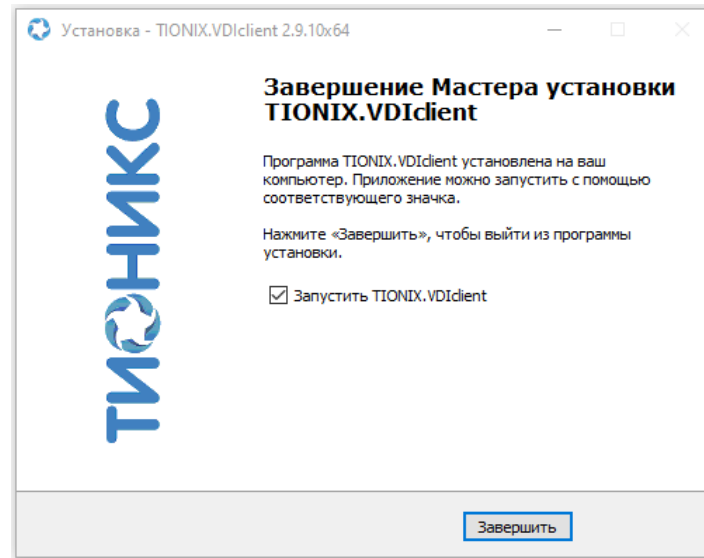 Установка - TIONIX.VDIclient 2.9.10x64
ТИОНИКС
Завершение Мастера установки
TIONIX.VDIclient
Программа TIONIX.VDIclient установлена на ваш
компьютер. Приложение можно запустить с помощью
соответствующего значка.
Нажмите «Завершить», чтобы выйти из программы
установки.
Запустить TIONIX.VDIclient
Завершить